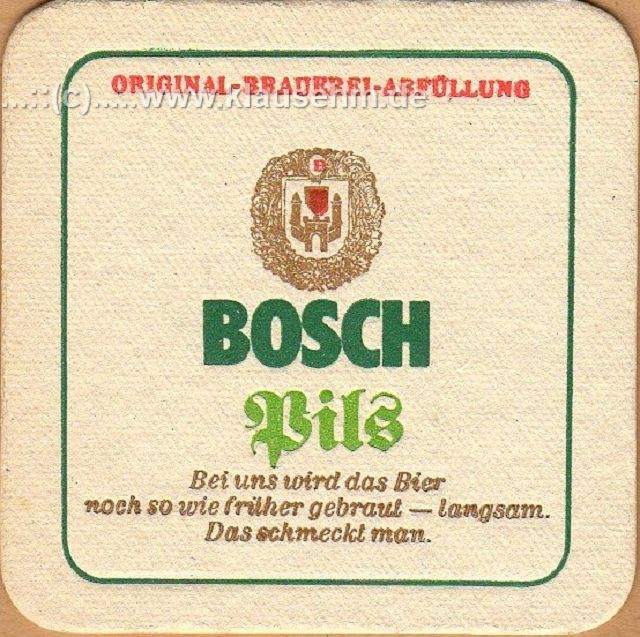 ORIGINAL-BRAUEREI-ABFÜLLUNG
...::(c).....www.klausehm.de
B
BOSCH
Pils
Bei uns wird das Bier
noch so wie früher gebraut — langsam.
Das schmeckt man.